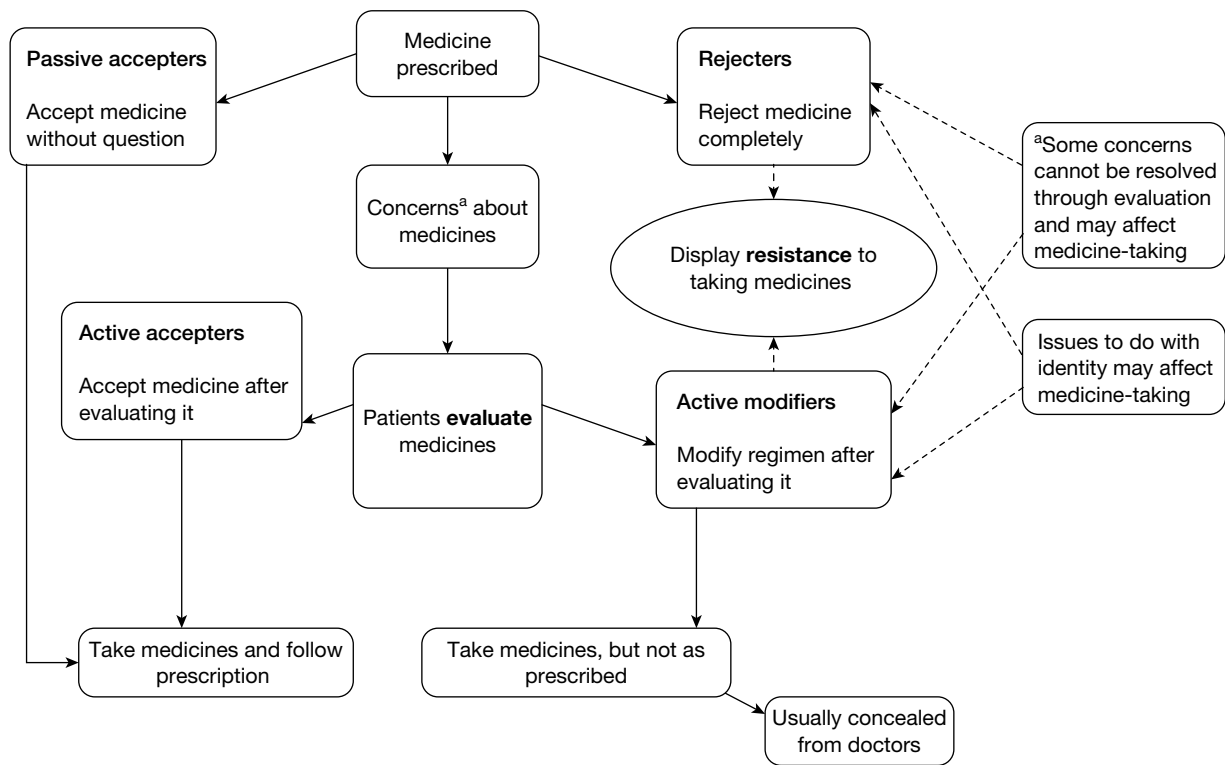 Passive accepters
Accept medicine
without question
Medicine
prescribed
Rejecters
Reject medicine
completely
ᵃSome concerns
cannot be resolved
through evaluation
and may affect
medicine-taking
Concernsᵃ about
medicines
Display resistance to
taking medicines
Active accepters
Accept medicine after
evaluating it
Patients evaluate
medicines
Active modifiers
Modify regimen after
evaluating it
Issues to do with
identity may affect
medicine-taking
Take medicines and follow
prescription
Take medicines, but not as
prescribed
Usually concealed
from doctors